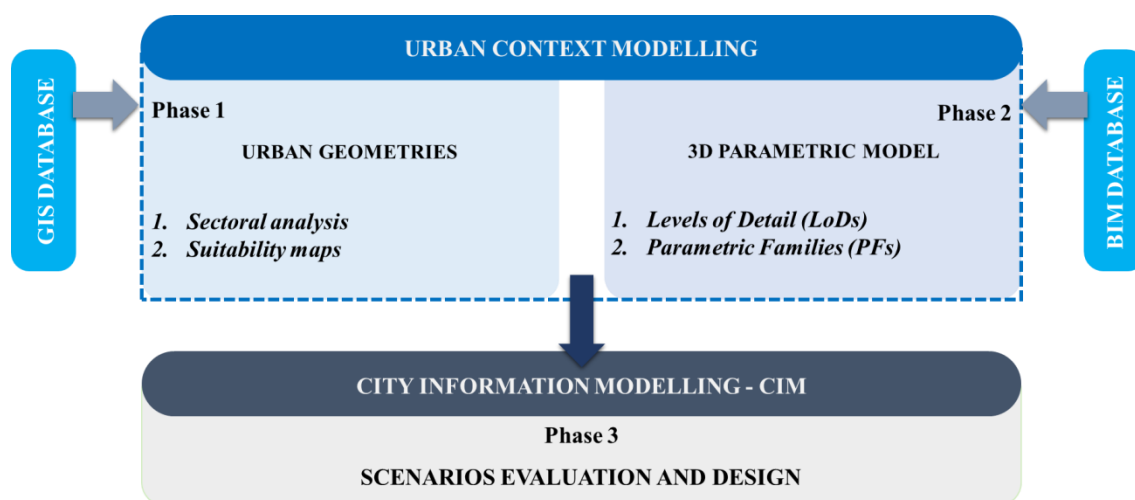 URBAN CONTEXT MODELLING
GIS DATABASE
Phase 1
URBAN GEOMETRIES
1. Sectoral analysis
2. Suitability maps
Phase 2
3D PARAMETRIC MODEL
1. Levels of Detail (LoDs)
2. Parametric Families (PFs)
BIM DATABASE
CITY INFORMATION MODELLING - CIM
Phase 3
SCENARIOS EVALUATION AND DESIGN